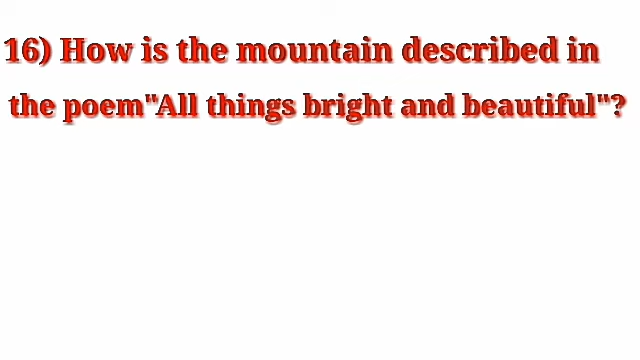 16) How is the mountain described in
the poem"All things bright and beautiful"?